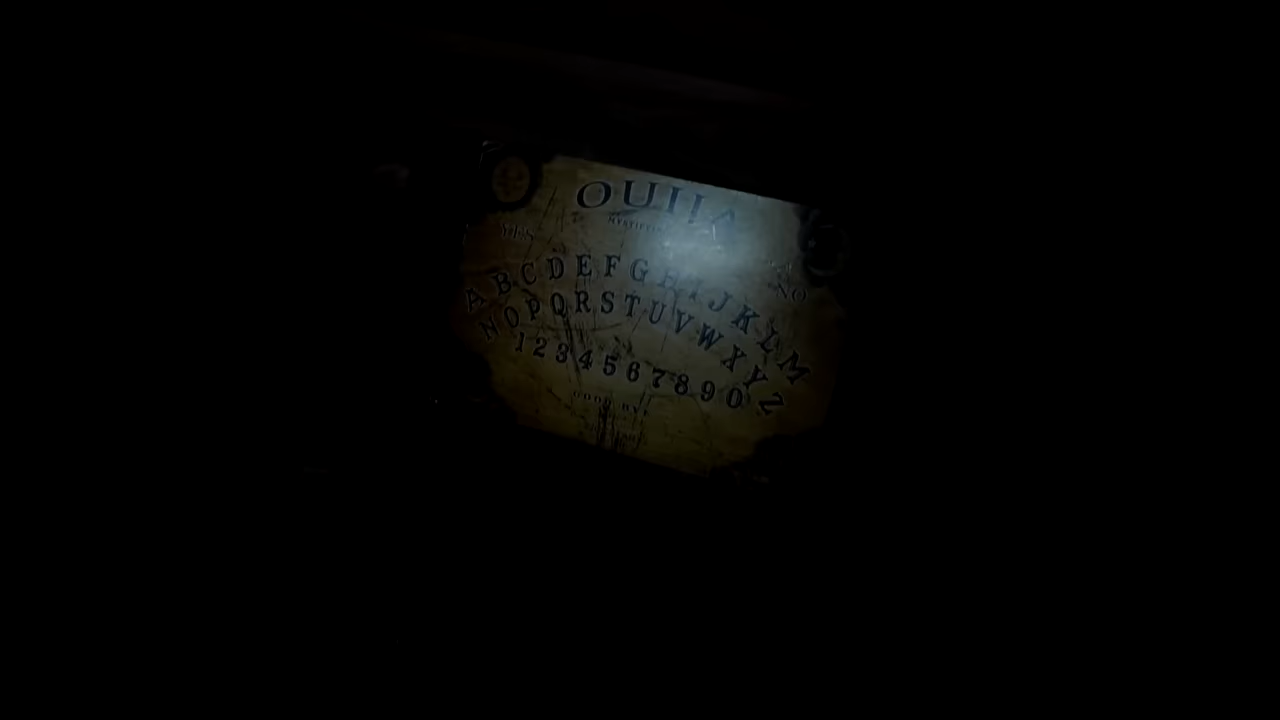 OUIJA
YES
NO
A B C D E F G H I J K L M
N O P Q R S T U V W X Y Z
1 2 3 4 5 6 7 8 9 0
GOOD BYE